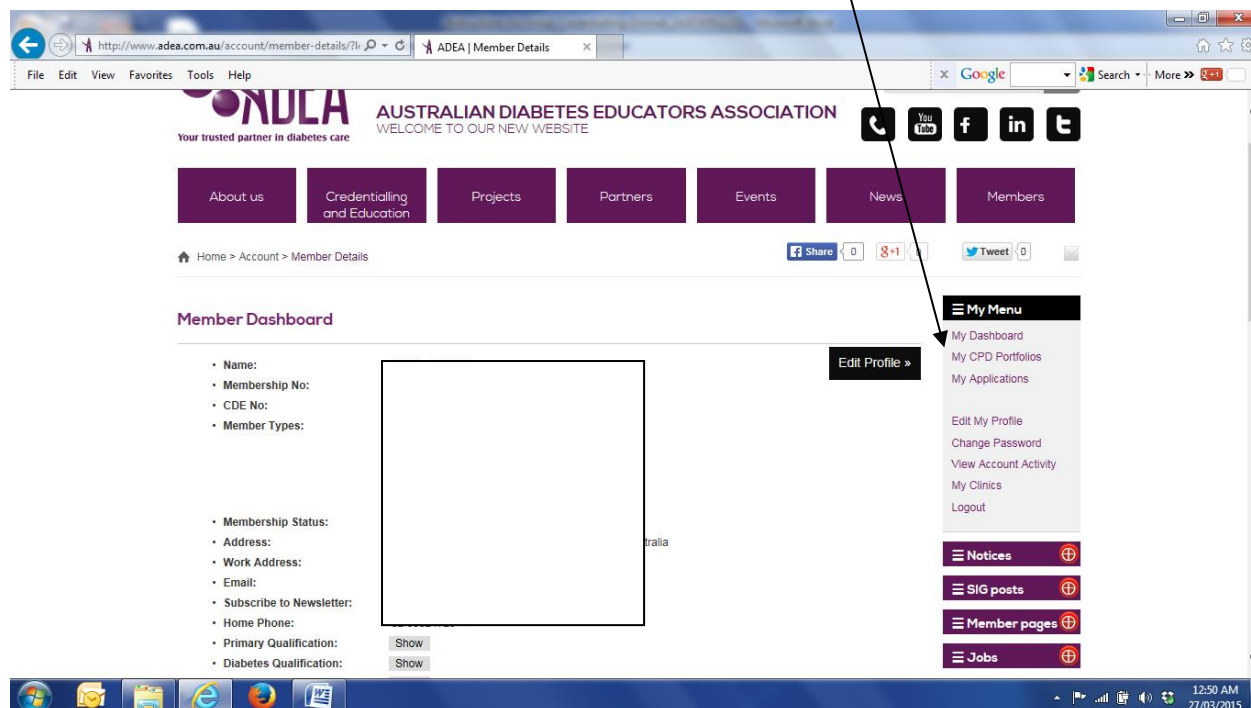 http://www.adea.com.au/account/member-details/?l
ADEA | Member Details
File Edit View Favorites Tools Help
x Google Search More »
ADEA
Your trusted partner in diabetes care
AUSTRALIAN DIABETES EDUCATORS ASSOCIATION
WELCOME TO OUR NEW WEBSITE
You Tube f in t
About us
Credentialling and Education
Projects
Partners
Events
News
Members
Home > Account > Member Details
Share 0 g+1 Tweet 0
Member Dashboard
Edit Profile »
• Name:
• Membership No:
• CDE No:
• Member Types:
• Membership Status:
• Address: tralia
• Work Address:
• Email:
• Subscribe to Newsletter:
• Home Phone:
• Primary Qualification: Show
• Diabetes Qualification: Show
My Menu
My Dashboard
My CPD Portfolios
My Applications
Edit My Profile
Change Password
View Account Activity
My Clinics
Logout
Notices
SIG posts
Member pages
Jobs
12:50 AM
27/03/2015